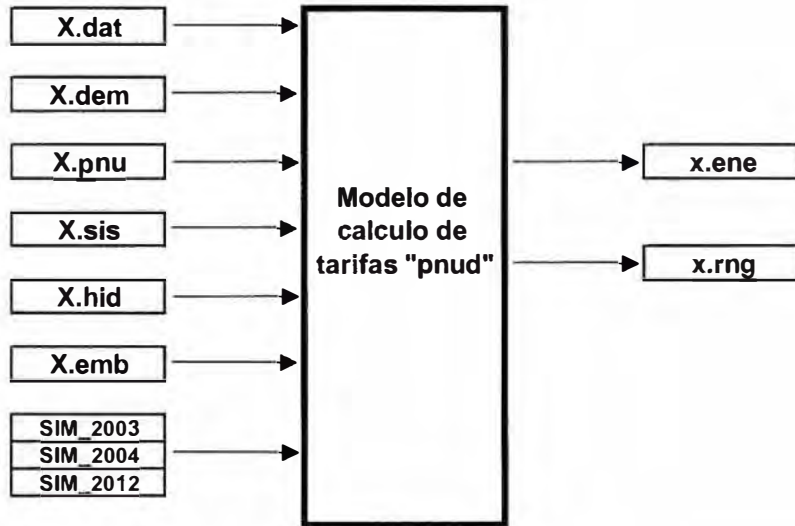 X.dat
X.dem
X.pnu
X.sis
X.hid
X.emb
SIM_2003
SIM_2004
SIM_2012
Modelo de
calculo de
tarifas "pnud"
x.ene
x.rng